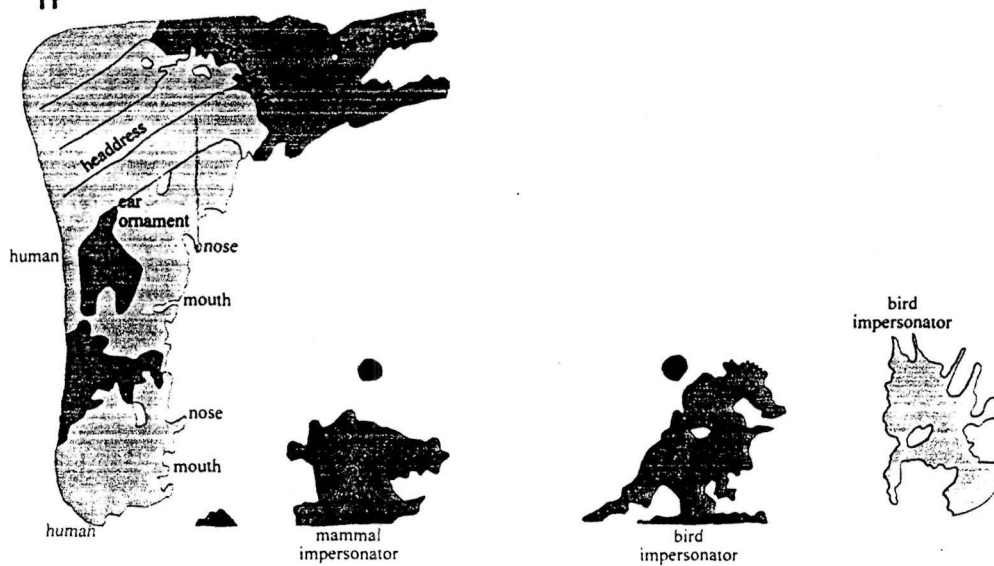 headdress
ear
ornament
human
nose
mouth
nose
mouth
human
mammal
impersonator
bird
impersonator
bird
impersonator